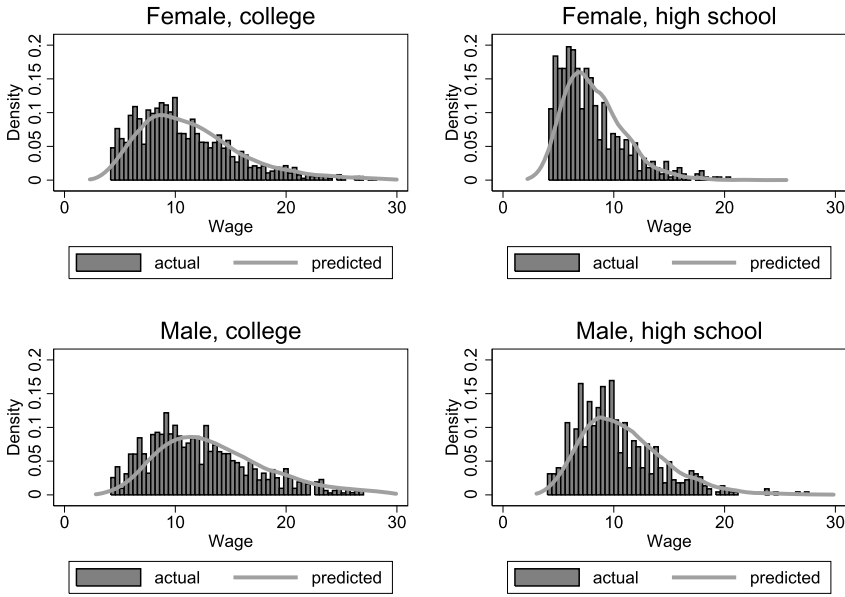 Female, college
Density
0 0.05 0.1 0.15 0.2
0 10 20 30
Wage
actual predicted
Female, high school
Density
0 0.05 0.1 0.15 0.2
0 10 20 30
Wage
actual predicted
Male, college
Density
0 0.05 0.1 0.15 0.2
0 10 20 30
Wage
actual predicted
Male, high school
Density
0 0.05 0.1 0.15 0.2
0 10 20 30
Wage
actual predicted